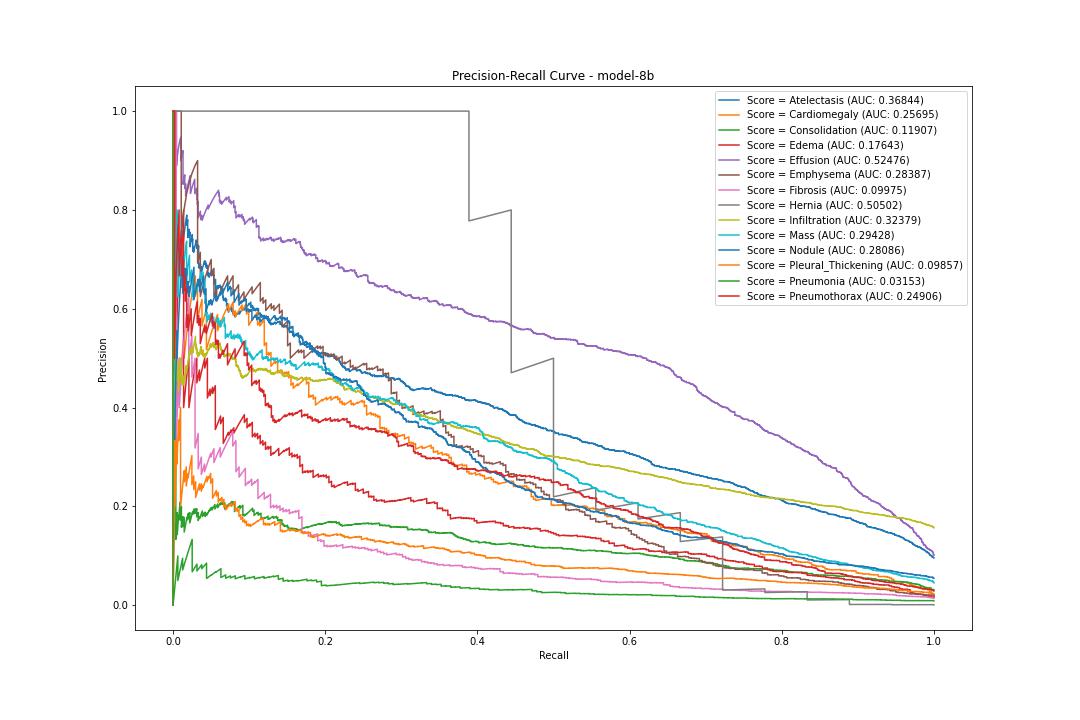 Precision-Recall Curve - model-8b
Score = Atelectasis (AUC: 0.36844)
Score = Cardiomegaly (AUC: 0.25695)
Score = Consolidation (AUC: 0.11907)
Score = Edema (AUC: 0.17643)
Score = Effusion (AUC: 0.52476)
Score = Emphysema (AUC: 0.28387)
Score = Fibrosis (AUC: 0.09975)
Score = Hernia (AUC: 0.50502)
Score = Infiltration (AUC: 0.32379)
Score = Mass (AUC: 0.29428)
Score = Nodule (AUC: 0.28086)
Score = Pleural_Thickening (AUC: 0.09857)
Score = Pneumonia (AUC: 0.03153)
Score = Pneumothorax (AUC: 0.24906)
1.0
0.8
0.6
0.4
0.2
0.0
Precision
0.0 0.2 0.4 0.6 0.8 1.0
Recall